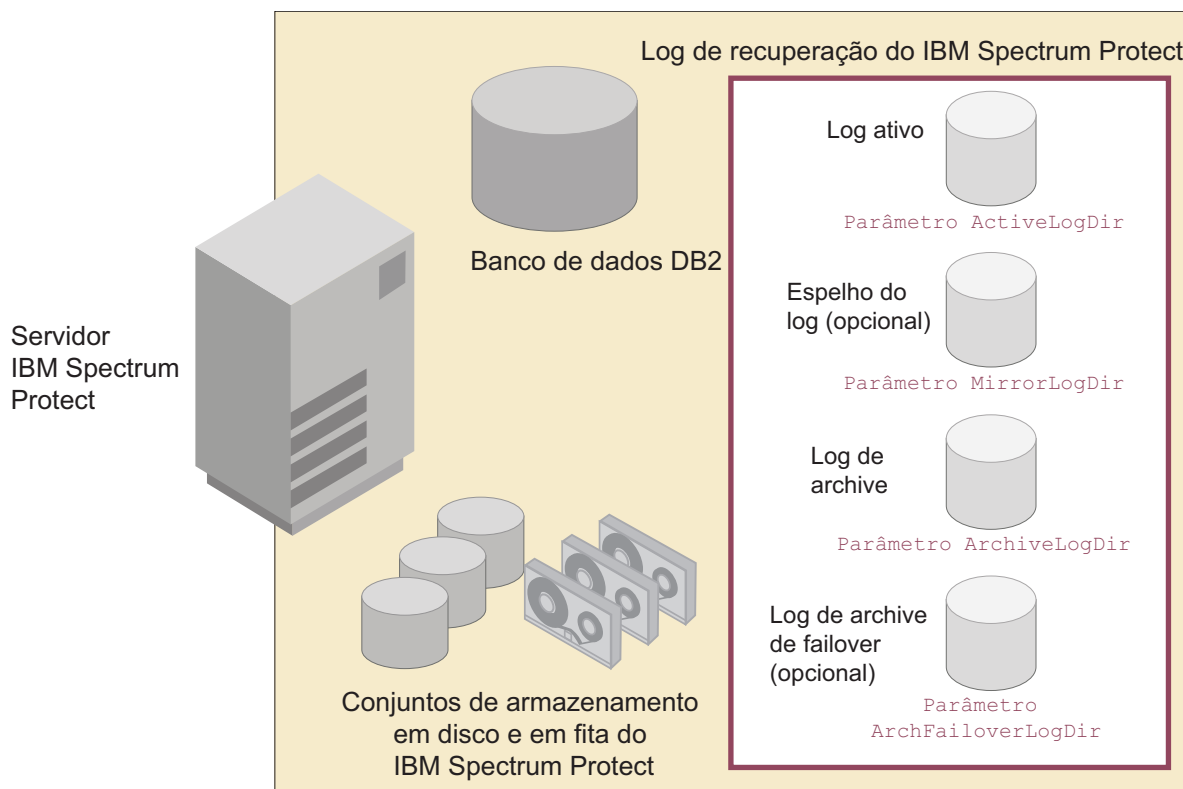 Log de recuperação do IBM Spectrum Protect
Log ativo
Parâmetro ActiveLogDir
Banco de dados DB2
Espelho do
log (opcional)
Parâmetro MirrorLogDir
Servidor
IBM Spectrum
Protect
Log de
archive
Parâmetro ArchiveLogDir
Log de archive
de failover
(opcional)
Parâmetro
ArchFailoverLogDir
Conjuntos de armazenamento
em disco e em fita do
IBM Spectrum Protect